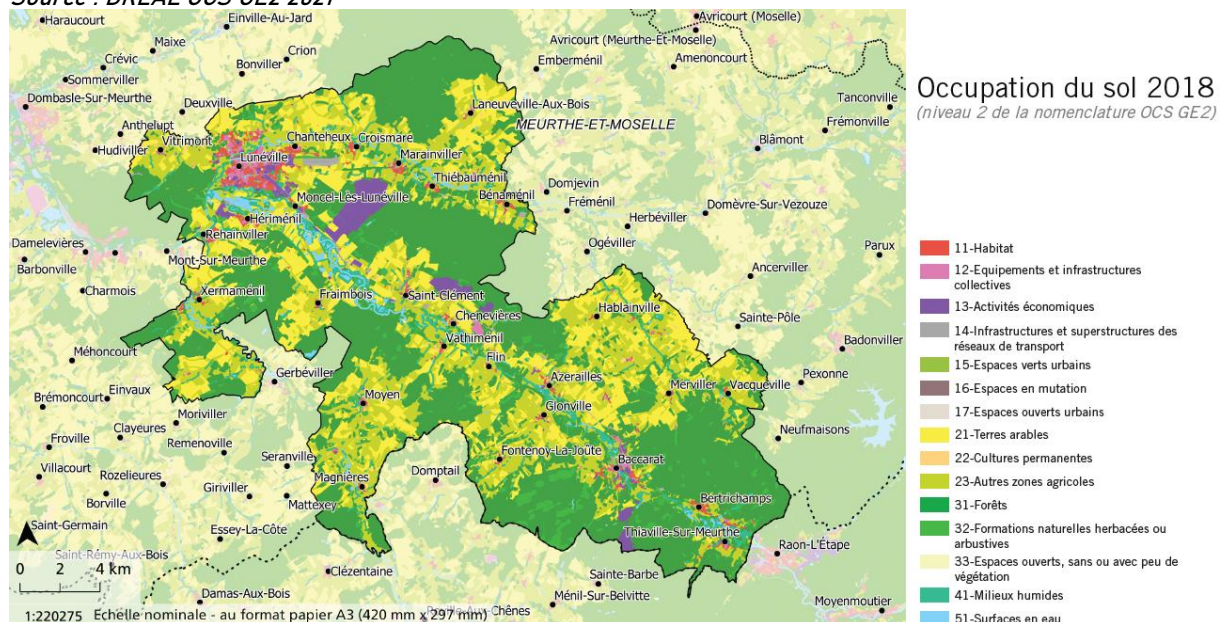 Source : DREAL OCS GE2 2021
Haraucourt
Einville-Au-Jard
Avricourt (Moselle)
Maixe
Crion
Avricourt (Meurthe-Et-Moselle)
Crévic
Bonviller
Emberménil
Amenoncourt
Sommerviller
Dombasle-Sur-Meurthe
Deuxville
Laneuveville-Aux-Bois
Tanconville
Anthelupt
MEURTHE-ET-MOSELLE
Frémonville
Hudiviller
Vitrimont
Chanteheux
Croismare
Blâmont
Lunéville
Marainviller
Thiébauménil
Moncel-Lès-Lunéville
Bénaménil
Domjevin
Fréménil
Domèvre-Sur-Vezouze
Hériménil
Herbéviller
Rehainviller
Damelevières
Mont-Sur-Meurthe
Ogéviller
Parux
Barbonville
Ancerviller
Charmois
Xermaménil
Fraimbois
Saint-Clément
Hablainville
Chenevières
Sainte-Pôle
Vathiménil
Badonviller
Méhoncourt
Flin
Gerbéviller
Azerailles
Merviller
Vacqueville
Pexonne
Brémoncourt
Einvaux
Moyen
Glonville
Moriviller
Clayeures
Froville
Remenoville
Neufmaisons
Seranville
Fontenoy-La-Joûte
Baccarat
Villacourt
Rozelieures
Magnières
Domptail
Giriviller
Borville
Mattexey
Bertrichamps
Saint-Germain
Essey-La-Côte
Thiaville-Sur-Meurthe
Raon-L'Étape
Saint-Rémy-Aux-Bois
Clézentaine
Sainte-Barbe
Damas-Aux-Bois
Ménil-Sur-Belvitte
Moyenmoutier
0 2 4 km
1:220275 Echelle nominale - au format papier A3 (420 mm x 297 mm)
Aux-Chênes
Occupation du sol 2018
(niveau 2 de la nomenclature OCS GE2)
11-Habitat
12-Equipements et infrastructures
collectives
13-Activités économiques
14-Infrastructures et superstructures des
réseaux de transport
15-Espaces verts urbains
16-Espaces en mutation
17-Espaces ouverts urbains
21-Terres arables
22-Cultures permanentes
23-Autres zones agricoles
31-Forêts
32-Formations naturelles herbacées ou
arbustives
33-Espaces ouverts, sans ou avec peu de
végétation
41-Milieux humides
51-Surfaces en eau